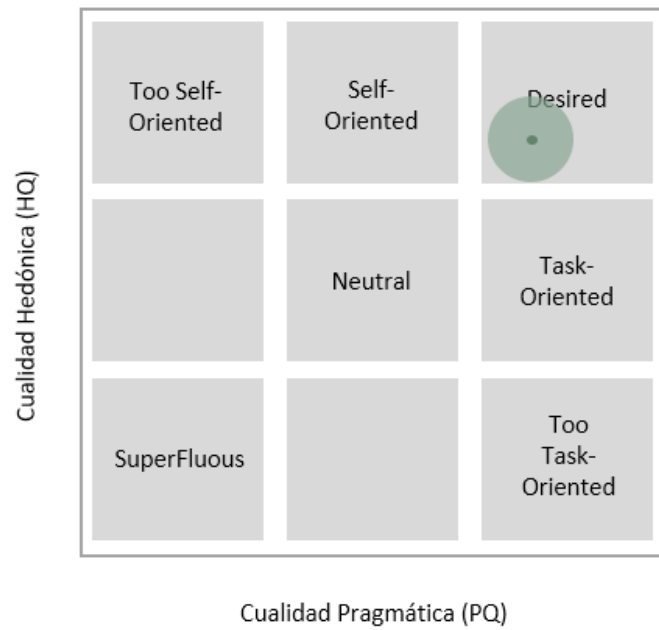 Too Self-
Oriented
Self-
Oriented
Desired
Cualidad Hedónica (HQ)
Neutral
Task-
Oriented
SuperFluous
Too
Task-
Oriented
Cualidad Pragmática (PQ)